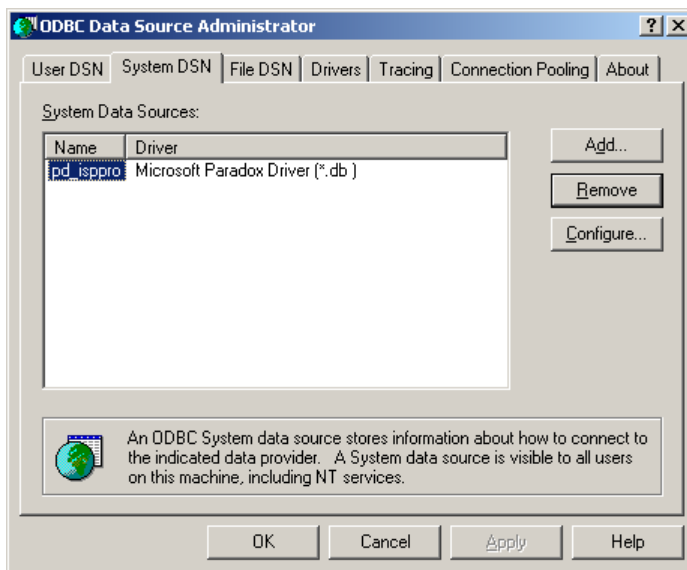 ODBC Data Source Administrator
User DSN System DSN File DSN Drivers Tracing Connection Pooling About
System Data Sources:
Name Driver
pd_isppro Microsoft Paradox Driver (*.db )
Add...
Remove
Configure...
An ODBC System data source stores information about how to connect to
the indicated data provider. A System data source is visible to all users
on this machine, including NT services.
OK Cancel Apply Help